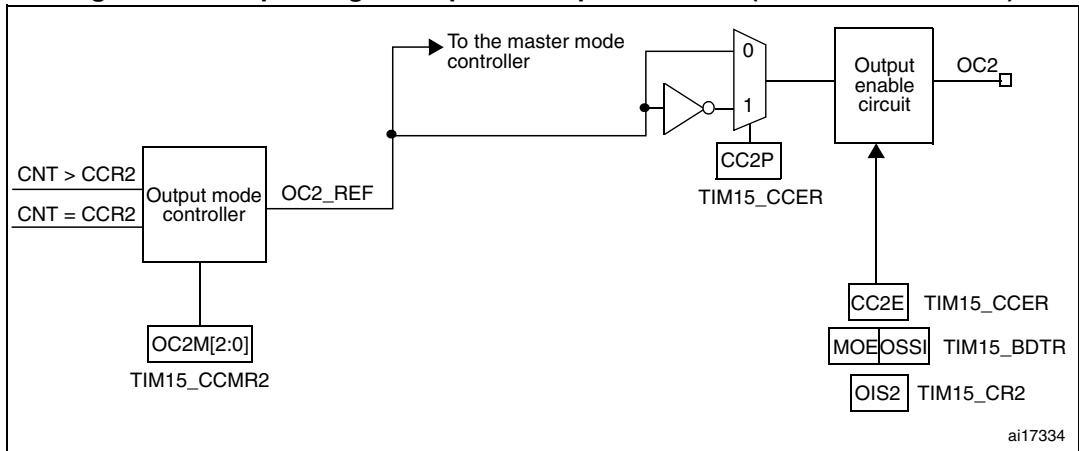 To the master mode
controller
0
1
Output
enable
circuit
OC2
CC2P
TIM15_CCER
CNT > CCR2
CNT = CCR2
Output mode
controller
OC2_REF
OC2M[2:0]
TIM15_CCMR2
CC2E TIM15_CCER
MOE OSSI TIM15_BDTR
OIS2 TIM15_CR2
ai17334